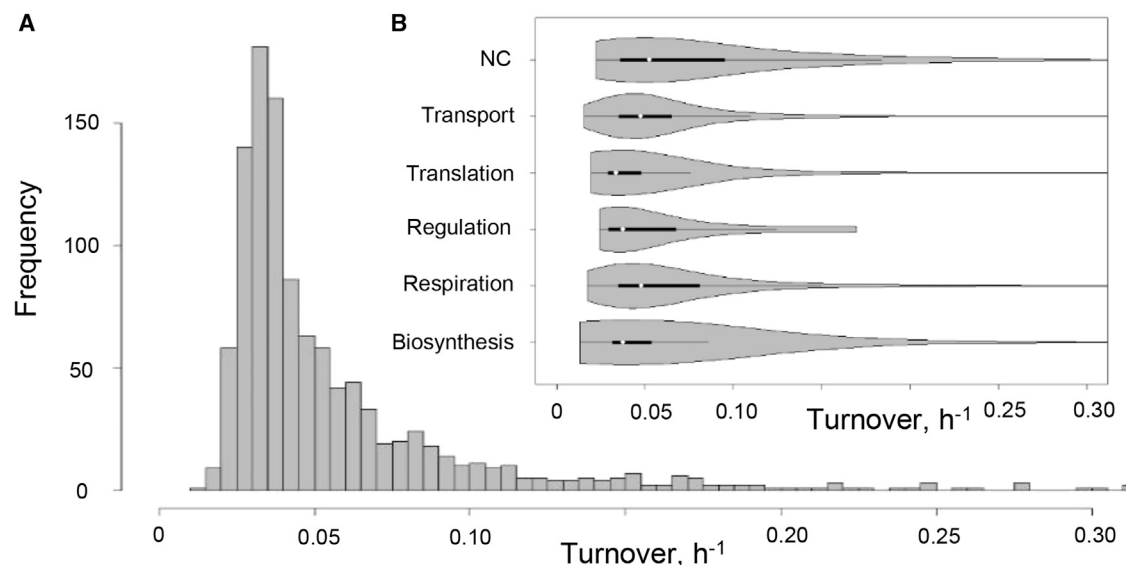 A
Frequency
150
100
50
0
0 0.05 0.10 0.20 0.25 0.30
Turnover, h-1
B
NC
Transport
Translation
Regulation
Respiration
Biosynthesis
0 0.05 0.10 0.25 0.30
Turnover, h-1